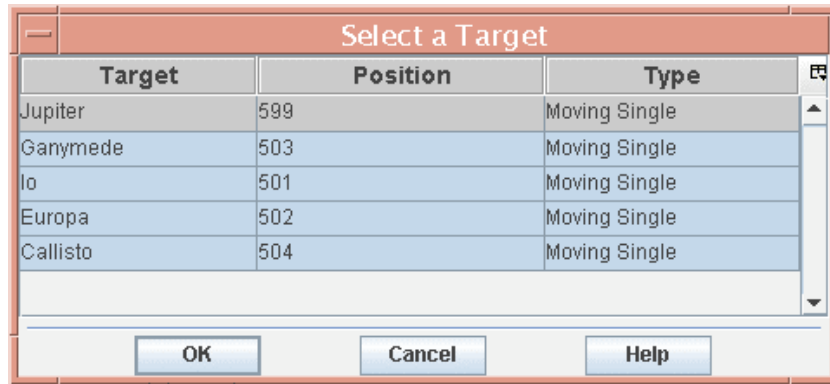 Select a Target
Target Position Type
Jupiter 599 Moving Single
Ganymede 503 Moving Single
Io 501 Moving Single
Europa 502 Moving Single
Callisto 504 Moving Single
OK Cancel Help